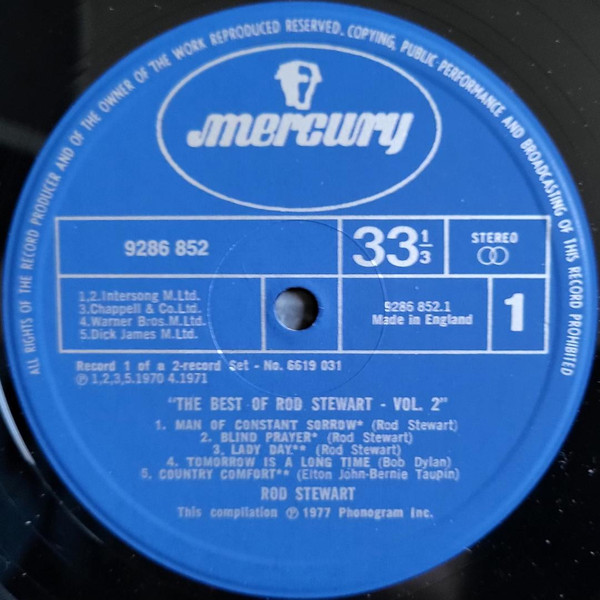 ALL RIGHTS OF THE RECORD PRODUCER AND OF THE OWNER OF THE WORK REPRODUCED RESERVED. COPYING, PUBLIC PERFORMANCE AND BROADCASTING OF THIS RECORD PROHIBITED
mercury
9286 852
33 1/3
STEREO
1,2.Intersong M.Ltd.
3.Chappell & Co.Ltd.
4.Warner Bros.M.Ltd.
5.Dick James M.Ltd.
9286 852.1
Made in England
1
Record 1 of a 2-record Set - No. 6619 031
℗ 1,2,3,5.1970 4.1971
"THE BEST OF ROD STEWART - VOL. 2"
1. MAN OF CONSTANT SORROW* (Rod Stewart)
2. BLIND PRAYER* (Rod Stewart)
3. LADY DAY** (Rod Stewart)
4. TOMORROW IS A LONG TIME (Bob Dylan)
5. COUNTRY COMFORT** (Elton John-Bernie Taupin)
ROD STEWART
This compilation ℗ 1977 Phonogram Inc.